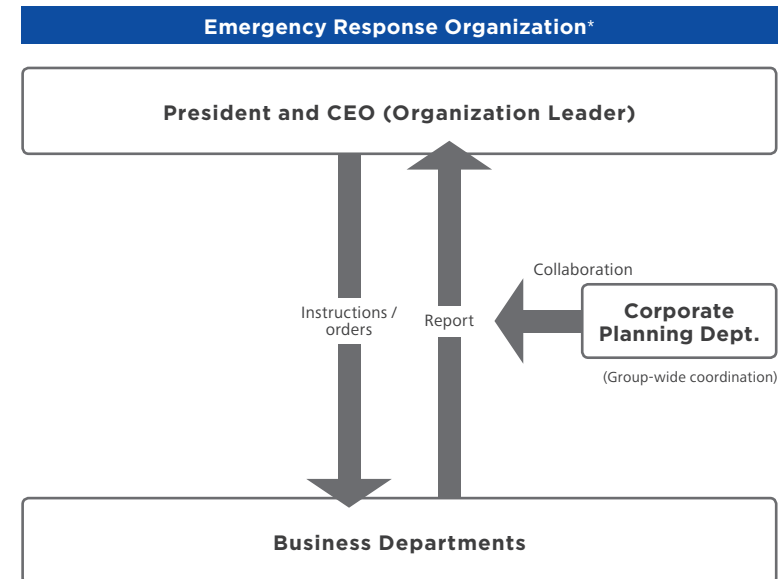 Emergency Response Organization*
President and CEO (Organization Leader)
Collaboration
Instructions /
orders
Report
Corporate
Planning Dept.
(Group-wide coordination)
Business Departments